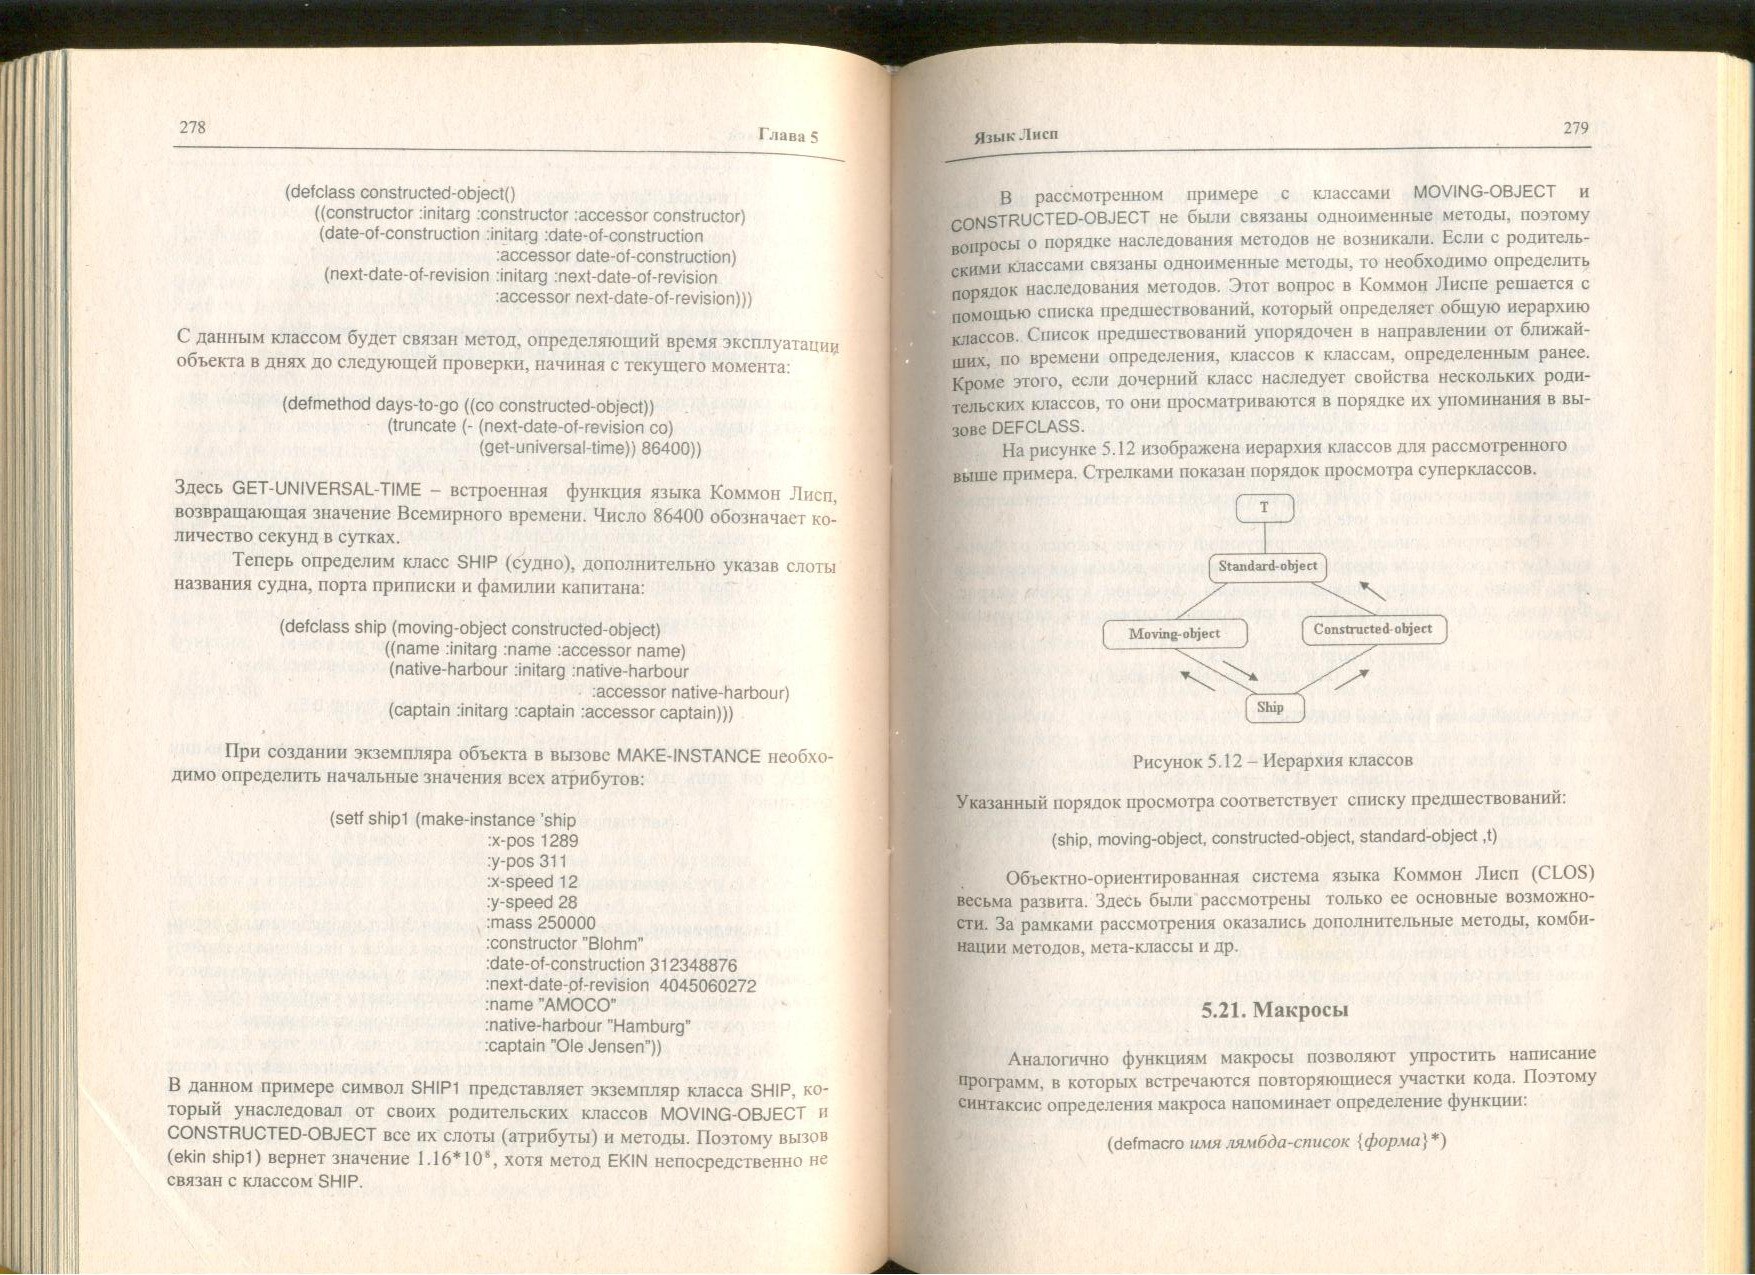 278
Глава 5
(defclass constructed-object()
((constructor :initarg :constructor :accessor constructor)
(date-of-construction :initarg :date-of-construction
:accessor date-of-construction)
(next-date-of-revision :initarg :next-date-of-revision
:accessor next-date-of-revision)))
С данным классом будет связан метод, определяющий время эксплуатации
объекта в днях до следующей проверки, начиная с текущего момента:
(defmethod days-to-go ((co constructed-object))
(truncate (- (next-date-of-revision co)
(get-universal-time)) 86400))
Здесь GET-UNIVERSAL-TIME – встроенная функция языка Коммон Лисп,
возвращающая значение Всемирного времени. Число 86400 обозначает ко-
личество секунд в сутках.
Теперь определим класс SHIP (судно), дополнительно указав слоты
названия судна, порта приписки и фамилии капитана:
(defclass ship (moving-object constructed-object)
((name :initarg :name :accessor name)
(native-harbour :initarg :native-harbour
:accessor native-harbour)
(captain :initarg :captain :accessor captain)))
При создании экземпляра объекта в вызове MAKE-INSTANCE необхо-
димо определить начальные значения всех атрибутов:
(setf ship1 (make-instance 'ship
:x-pos 1289
:y-pos 311
:x-speed 12
:y-speed 28
:mass 250000
:constructor "Blohm"
:date-of-construction 312348876
:next-date-of-revision 4045060272
:name "AMOCO"
:native-harbour "Hamburg"
:captain "Ole Jensen"))
В данном примере символ SHIP1 представляет экземпляр класса SHIP, ко-
торый унаследовал от своих родительских классов MOVING-OBJECT и
CONSTRUCTED-OBJECT все их слоты (атрибуты) и методы. Поэтому вызов
(ekin ship1) вернет значение 1.16*10⁸, хотя метод EKIN непосредственно не
связан с классом SHIP.
Язык Лисп
279
В рассмотренном примере с классами MOVING-OBJECT и
CONSTRUCTED-OBJECT не были связаны одноименные методы, поэтому
вопросы о порядке наследования методов не возникали. Если с родитель-
скими классами связаны одноименные методы, то необходимо определить
порядок наследования методов. Этот вопрос в Коммон Лиспе решается с
помощью списка предшествований, который определяет общую иерархию
классов. Список предшествований упорядочен в направлении от ближай-
ших, по времени определения, классов к классам, определенным ранее.
Кроме этого, если дочерний класс наследует свойства нескольких роди-
тельских классов, то они просматриваются в порядке их упоминания в вы-
зове DEFCLASS.
На рисунке 5.12 изображена иерархия классов для рассмотренного
выше примера. Стрелками показан порядок просмотра суперклассов.
T
Standard-object
Moving-object
Constructed-object
Ship
Рисунок 5.12 – Иерархия классов
Указанный порядок просмотра соответствует списку предшествований:
(ship, moving-object, constructed-object, standard-object ,t)
Объектно-ориентированная система языка Коммон Лисп (CLOS)
весьма развита. Здесь были рассмотрены только ее основные возможно-
сти. За рамками рассмотрения оказались дополнительные методы, комби-
нации методов, мета-классы и др.
5.21. Макросы
Аналогично функциям макросы позволяют упростить написание
программ, в которых встречаются повторяющиеся участки кода. Поэтому
синтаксис определения макроса напоминает определение функции:
(defmacro имя лямбда-список {форма}*)